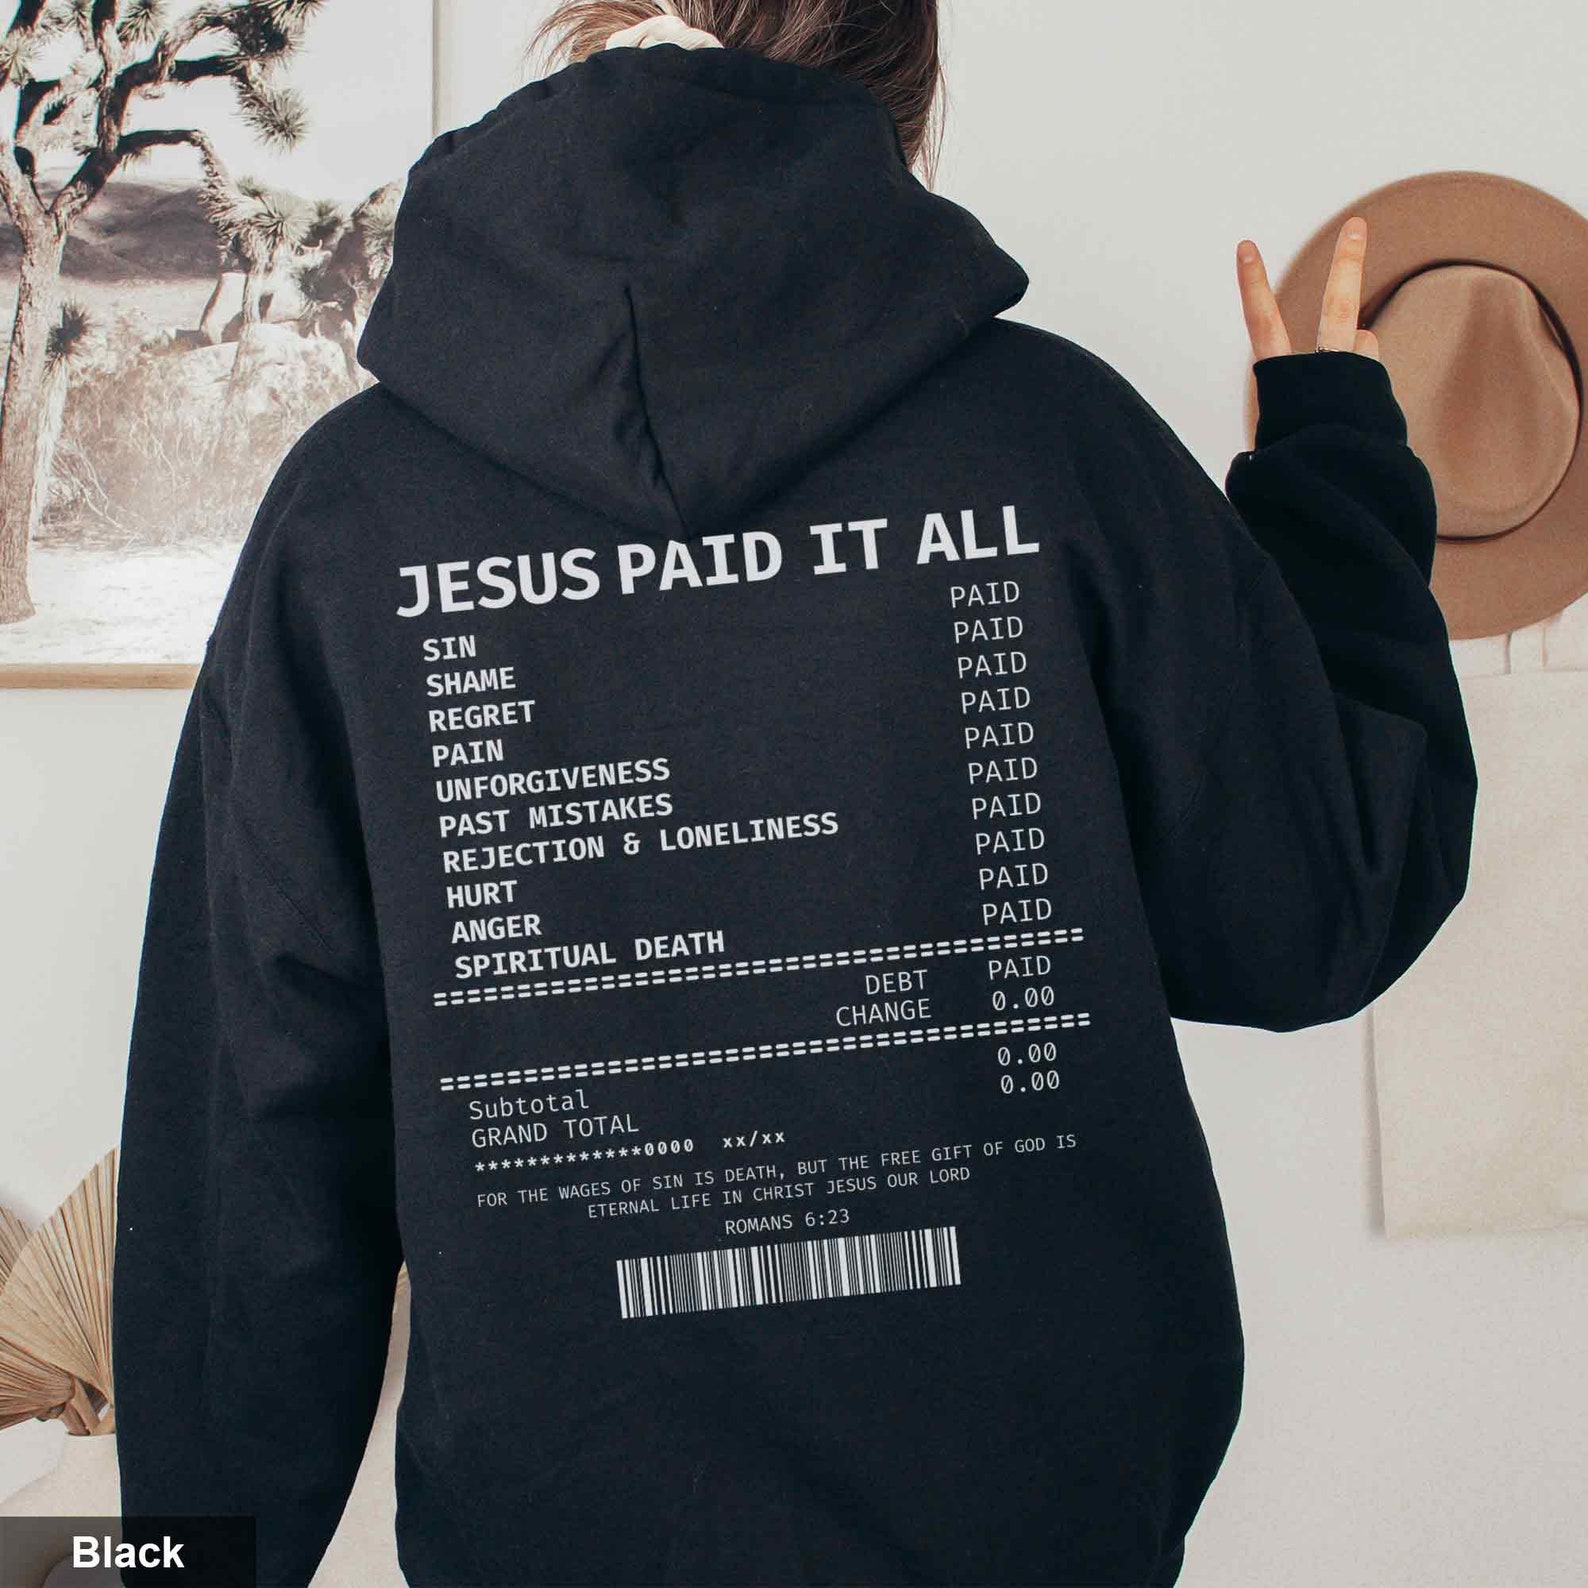 JESUS PAID IT ALL
SIN PAID
SHAME PAID
REGRET PAID
PAIN PAID
UNFORGIVENESS PAID
PAST MISTAKES PAID
REJECTION & LONELINESS PAID
HURT PAID
ANGER PAID
SPIRITUAL DEATH PAID
=======================================
DEBT PAID
CHANGE 0.00
=======================================
Subtotal 0.00
GRAND TOTAL 0.00
*************0000 xx/xx
FOR THE WAGES OF SIN IS DEATH, BUT THE FREE GIFT OF GOD IS
ETERNAL LIFE IN CHRIST JESUS OUR LORD
ROMANS 6:23
Black